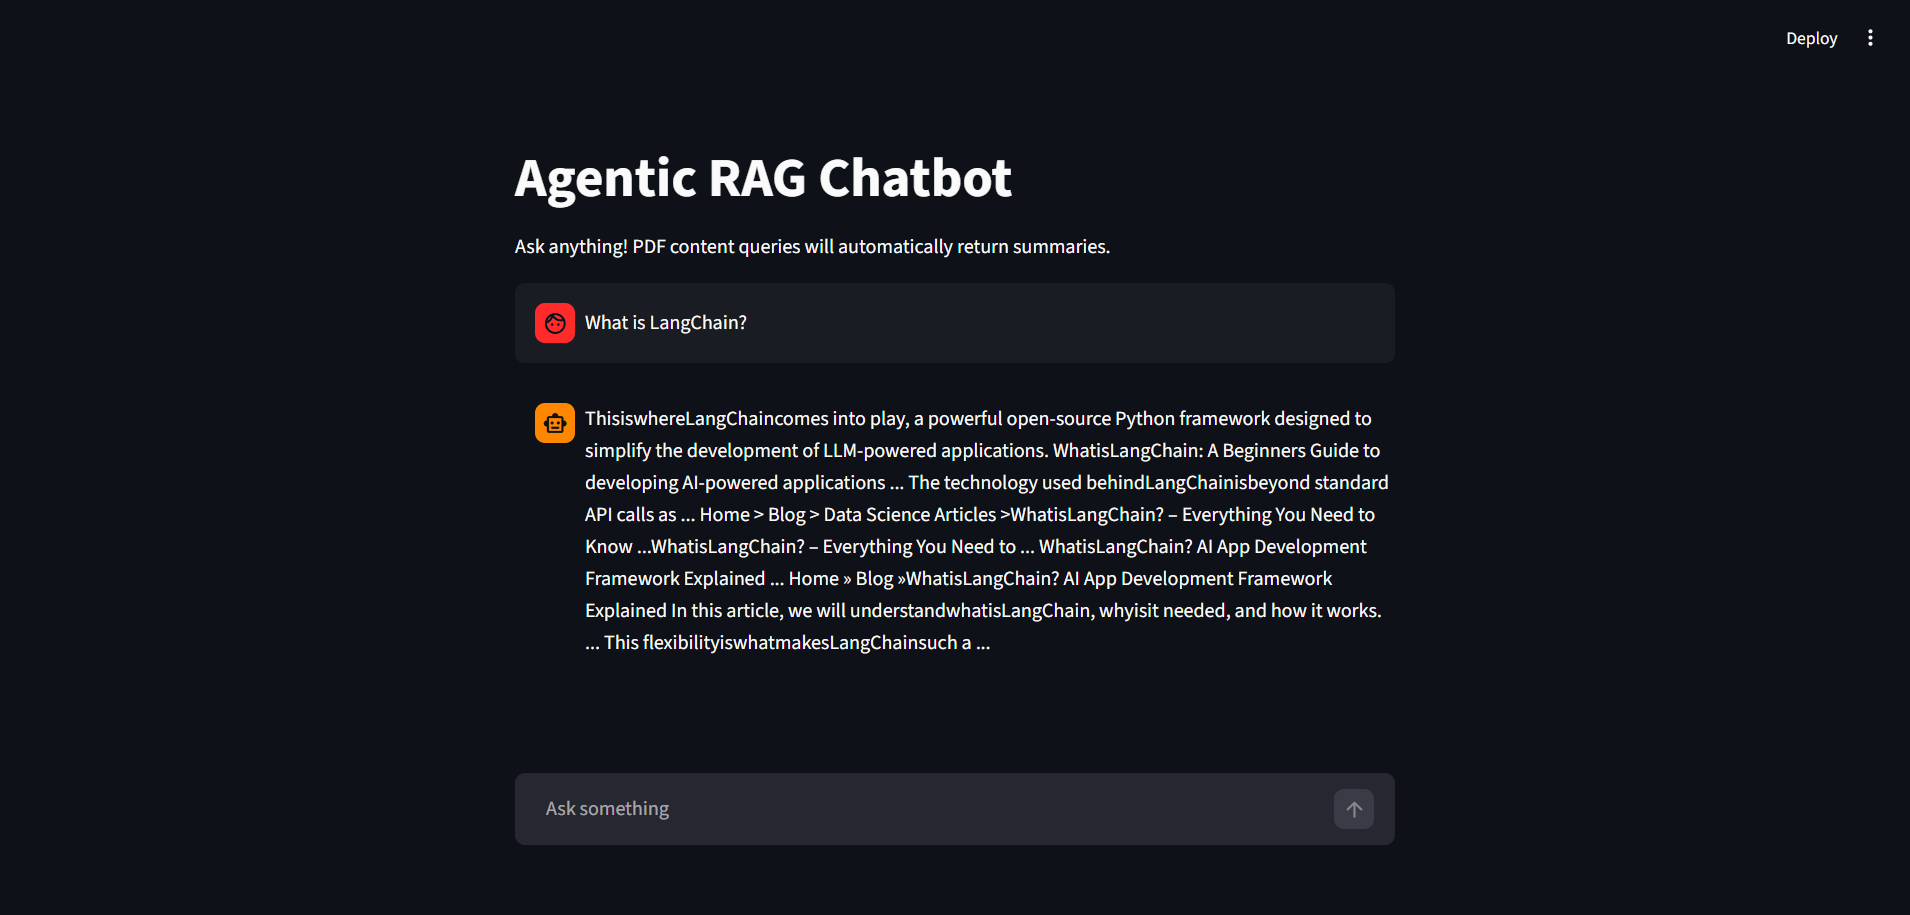 Deploy
Agentic RAG Chatbot
Ask anything! PDF content queries will automatically return summaries.
What is LangChain?
ThisiswhereLangChaincomes into play, a powerful open-source Python framework designed to
simplify the development of LLM-powered applications. WhatisLangChain: A Beginners Guide to
developing AI-powered applications ... The technology used behindLangChainisbeyond standard
API calls as ... Home > Blog > Data Science Articles >WhatisLangChain? – Everything You Need to
Know ...WhatisLangChain? – Everything You Need to ... WhatisLangChain? AI App Development
Framework Explained ... Home » Blog »WhatisLangChain? AI App Development Framework
Explained In this article, we will understandwhatisLangChain, whyisit needed, and how it works.
... This flexibilityiswhatmakesLangChainsuch a ...
Ask something